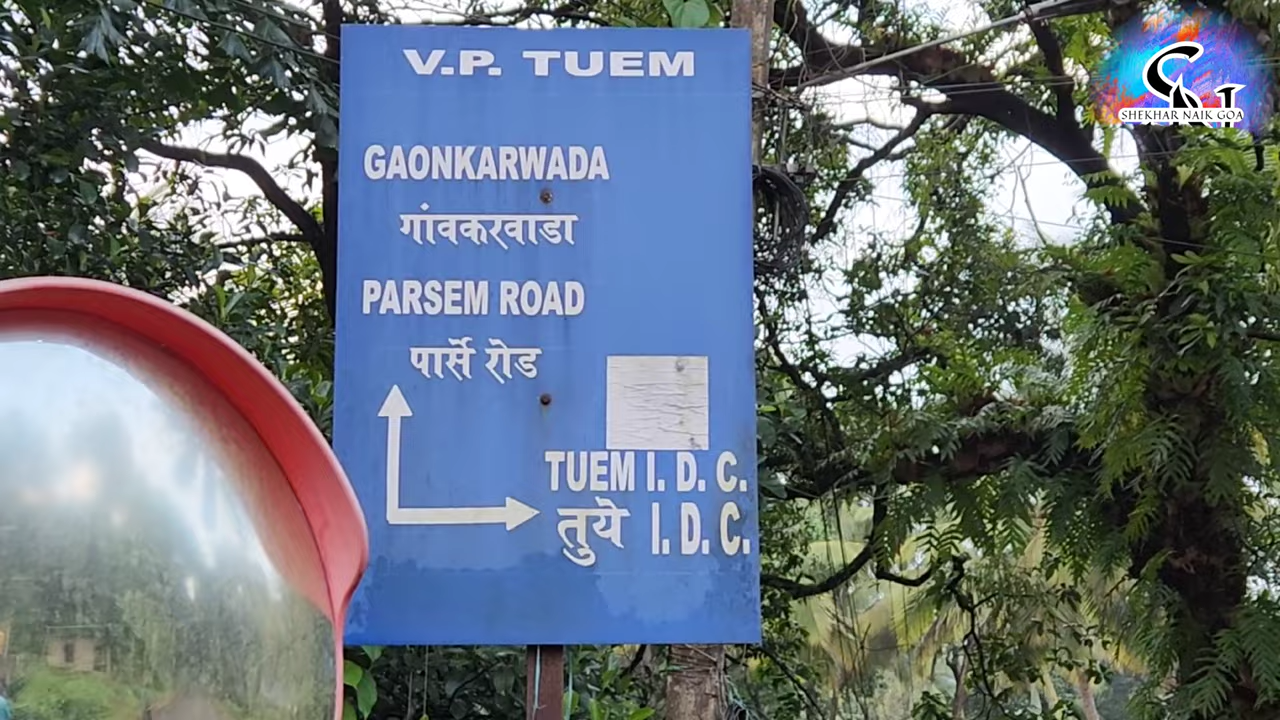 V.P. TUEM
GAONKARWADA
गांवकरवाडा
PARSEM ROAD
पार्से रोड
TUEM I. D. C.
तुये I. D. C.
SHEKHAR NAIK GOA